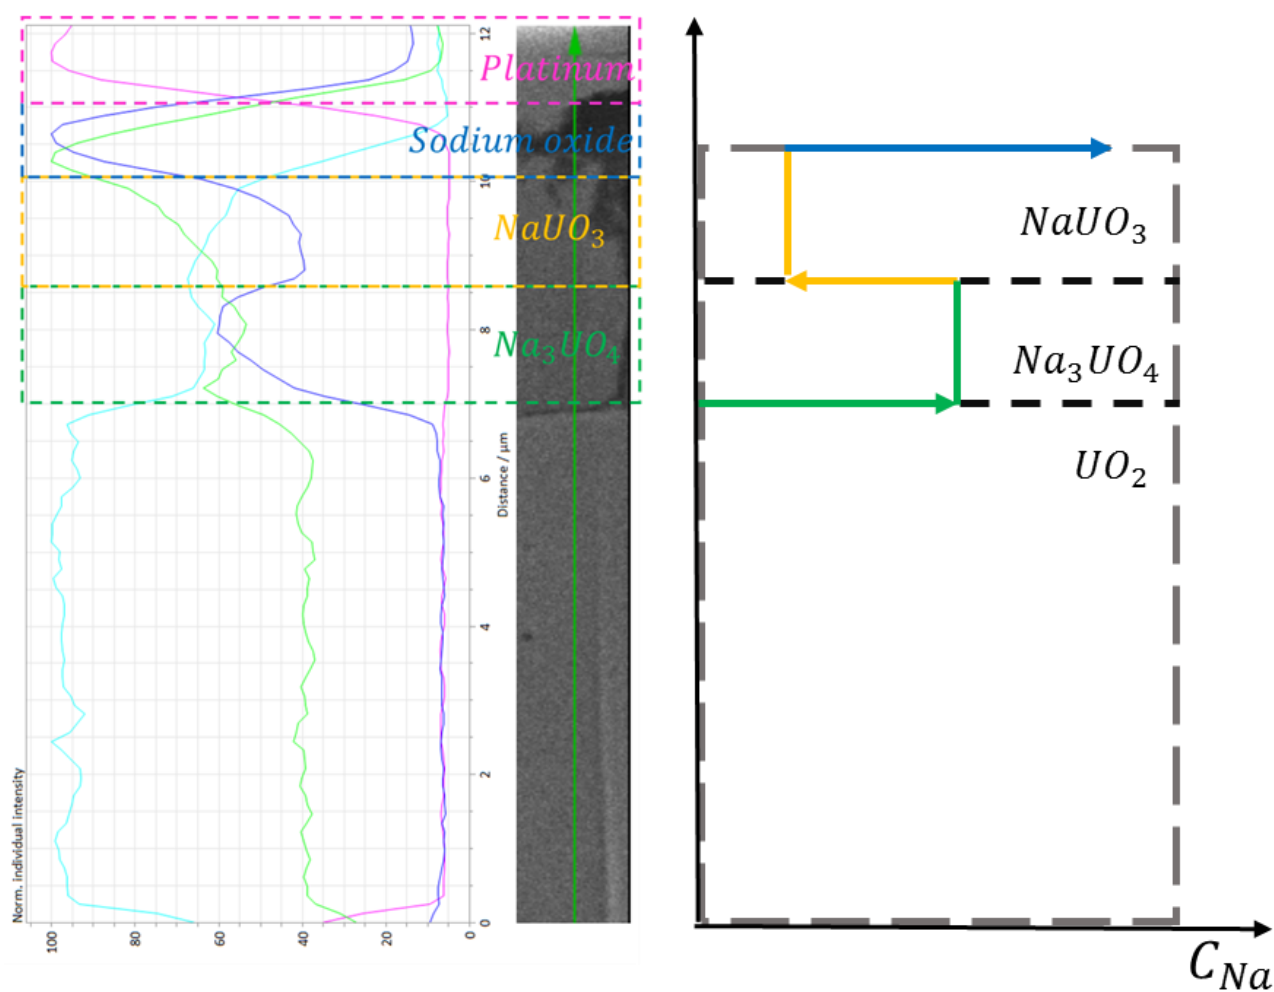 12
Platinum
Sodium oxide
10
NaUO₃
8
Na₃UO₄
Distance / µm
6
4
2
0
Norm. individual intensity
100
80
60
40
20
0
NaUO₃
Na₃UO₄
UO₂
C_Na